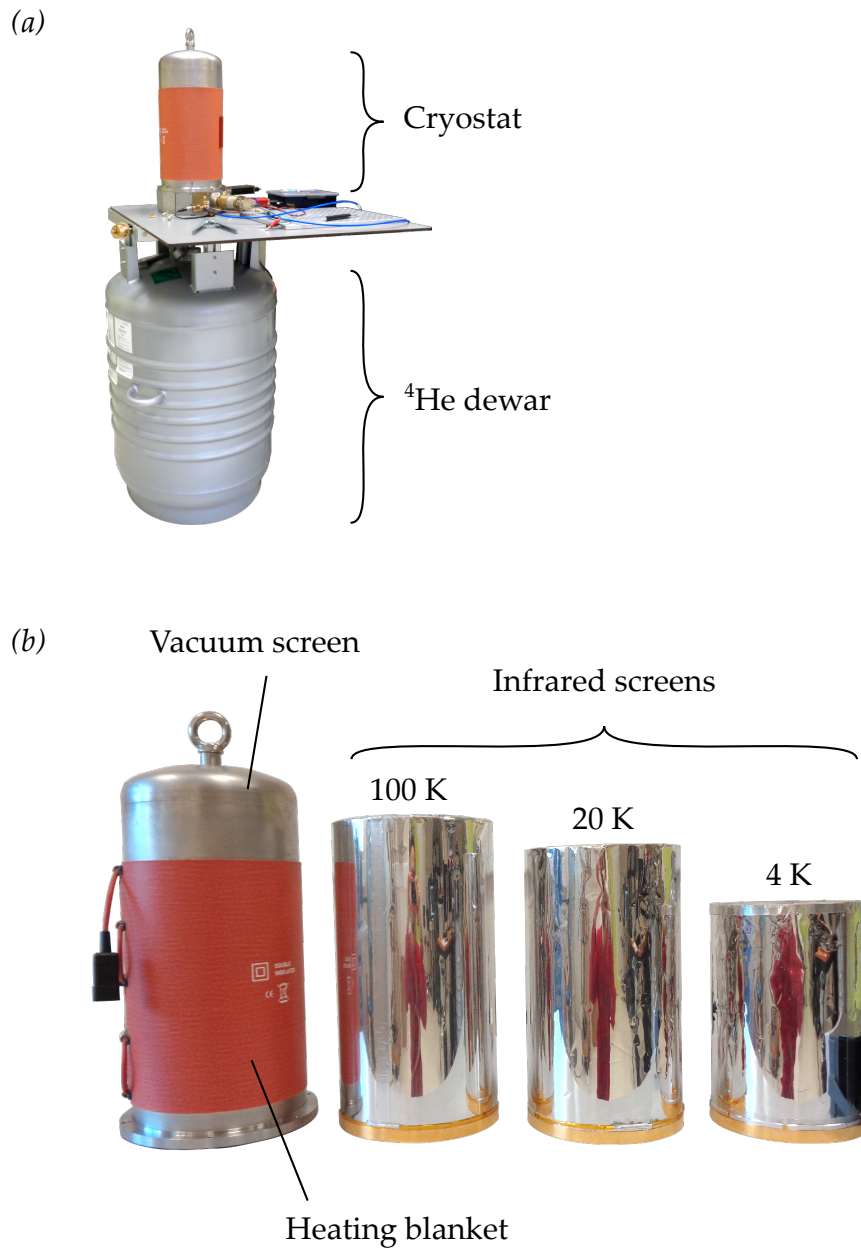 (a)
Cryostat
⁴He dewar
(b)
Vacuum screen
Infrared screens
100 K
20 K
4 K
DOUBLE
INSULATED
CE
Heating blanket